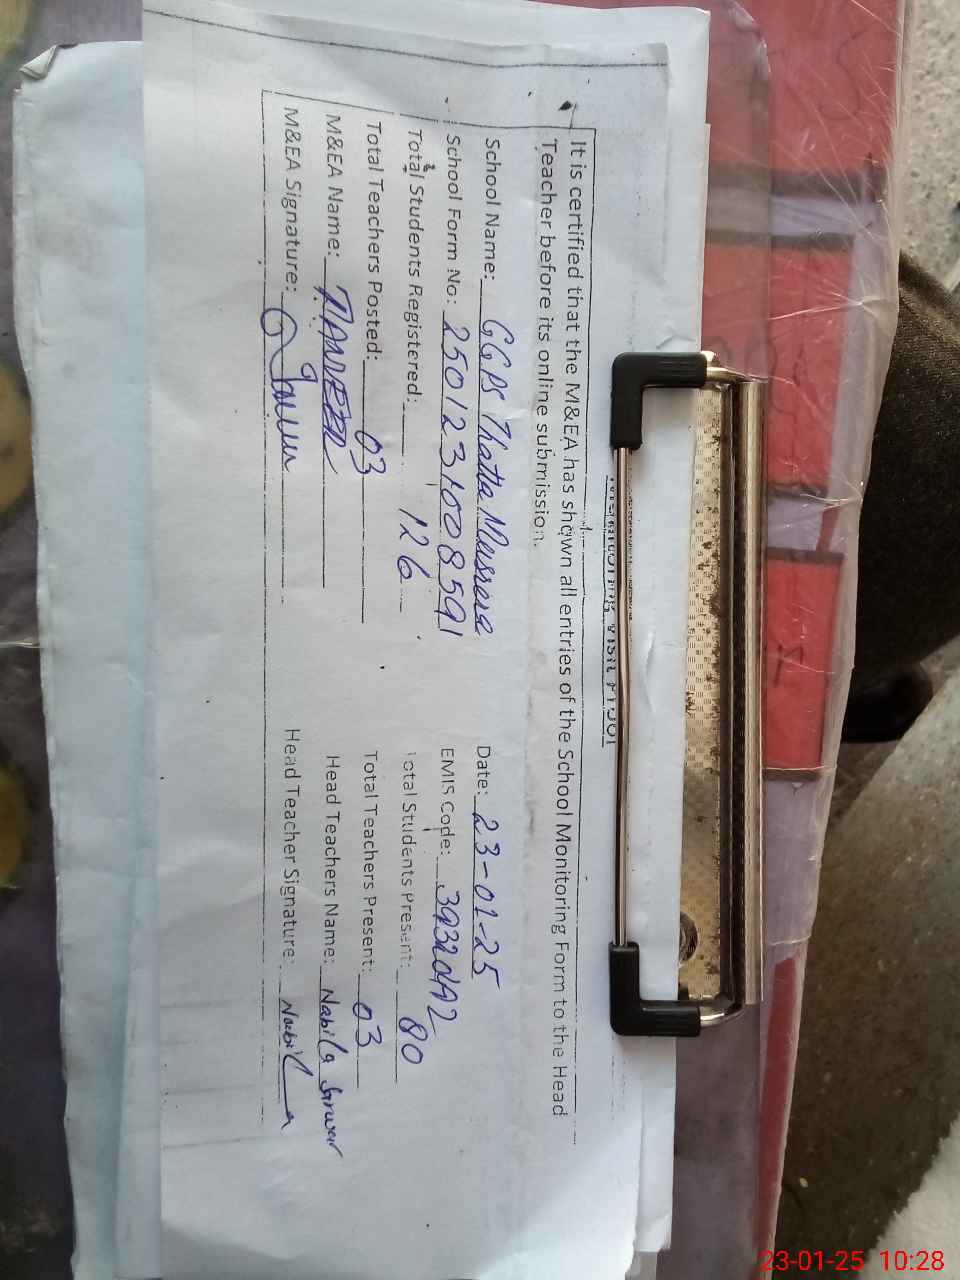 Monitoring Visit Proof
It is certified that the M&EA has shown all entries of the School Monitoring Form to the Head
Teacher before its online submission.
School Name: GGPS Thatta Date: 23-01-25
School Form No: 2501231008591 EMIS Code:
Total Students Registered: 126 Total Students Present: 80
Total Teachers Posted: 03 Total Teachers Present: 03
M&EA Name: TANVEER Head Teachers Name: Nabila Sarwar
M&EA Signature: Head Teacher Signature: Nabila
23-01-25 10:28